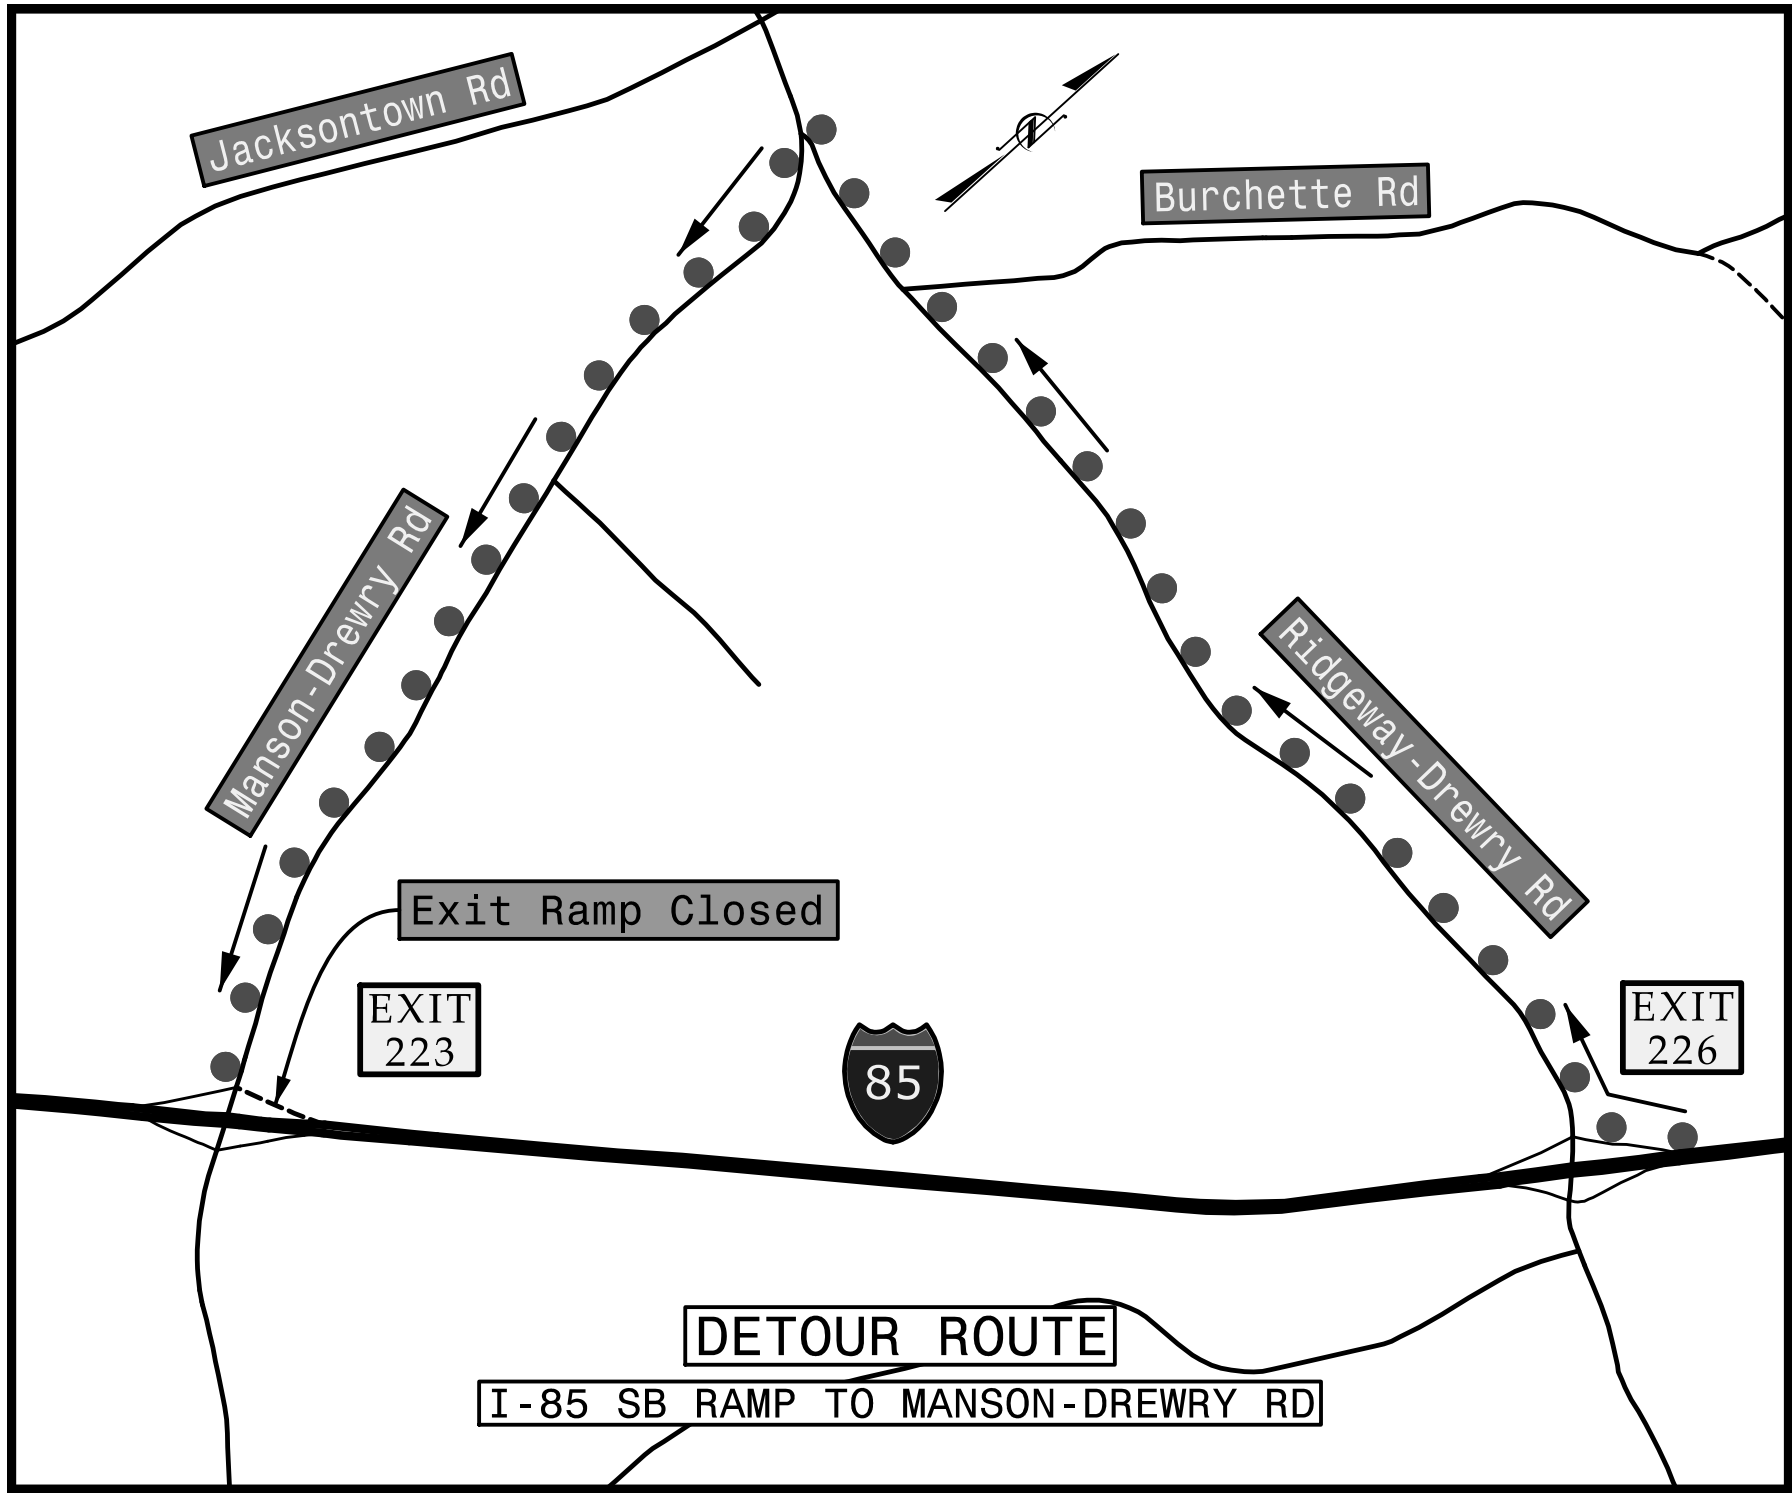 Jacksontown Rd
N
Burchette Rd
Manson-Drewry Rd
Ridgeway-Drewry Rd
Exit Ramp Closed
EXIT
223
85
EXIT
226
DETOUR ROUTE
I-85 SB RAMP TO MANSON-DREWRY RD